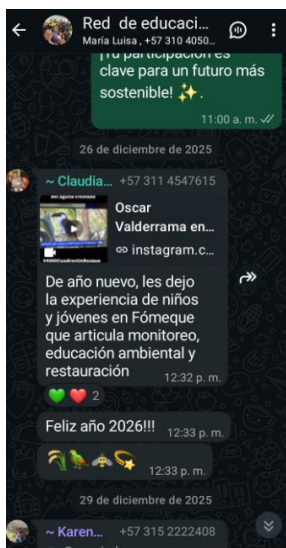 Red de educaci...
María Luisa, +57 310 4050...
¡Tu participación es
clave para un futuro más
sostenible! ✨.
11:00 a. m.
26 de diciembre de 2025
~ Claudia... +57 311 4547615
Oscar
Valderrama en...
instagram.c...
De año nuevo, les dejo
la experiencia de niños
y jóvenes en Fómeque
que articula monitoreo,
educación ambiental y
restauración
12:32 p. m.
💚❤️ 2
Feliz año 2026!!!
12:33 p. m.
🌾🦜🐝💫
12:33 p. m.
29 de diciembre de 2025
~ Karen... +57 315 2222408